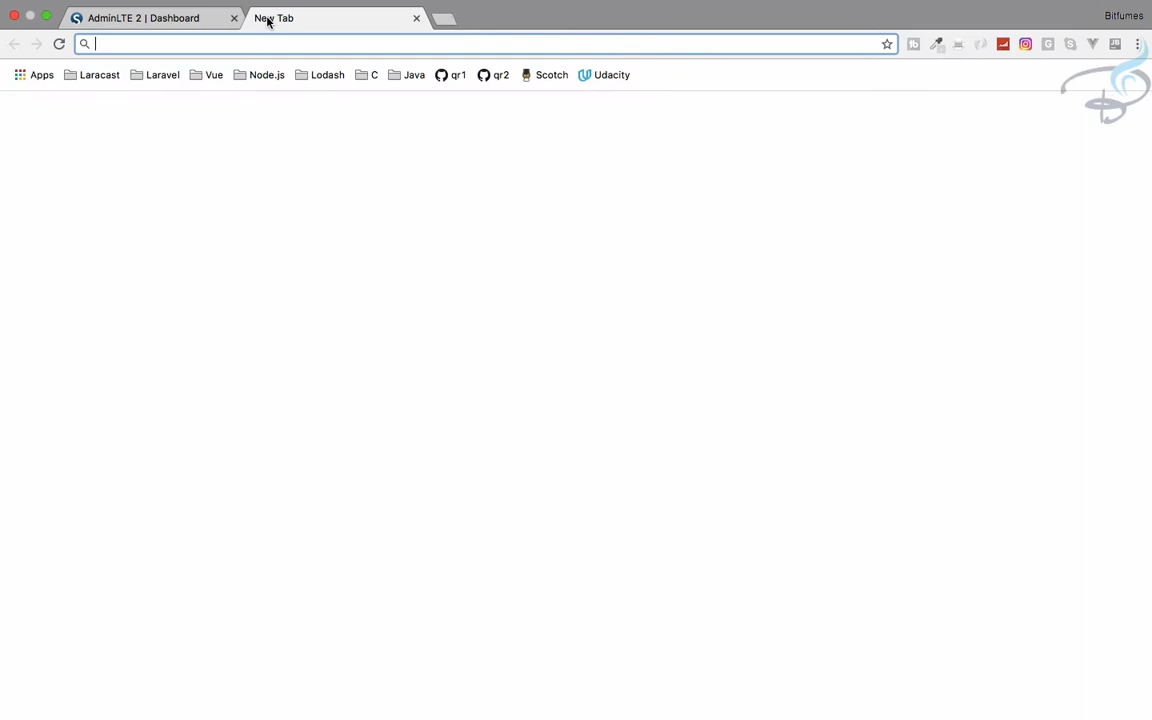 AdminLTE 2 | Dashboard
New Tab
Bitfumes
Apps
Laracast
Laravel
Vue
Node.js
Lodash
C
Java
qr1
qr2
Scotch
Udacity